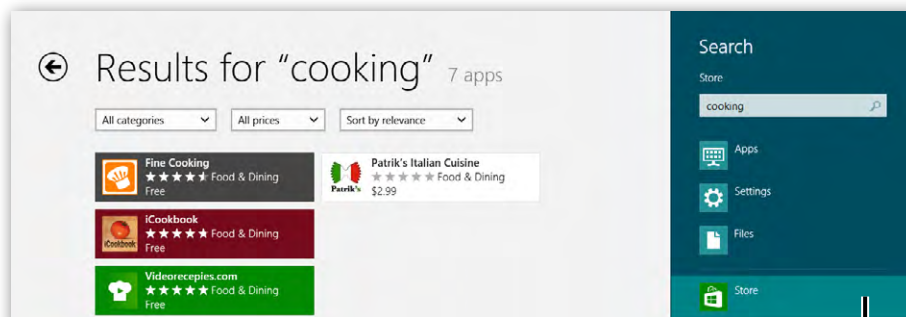 Results for “cooking” 7 apps
All categories
All prices
Sort by relevance
Fine Cooking
Food & Dining
Free
iCookbook
iCookbook
Food & Dining
Free
Videorecepies.com
Food & Dining
Free
Patrik's
Patrik's Italian Cuisine
Food & Dining
$2.99
Search
Store
cooking
Apps
Settings
Files
Store